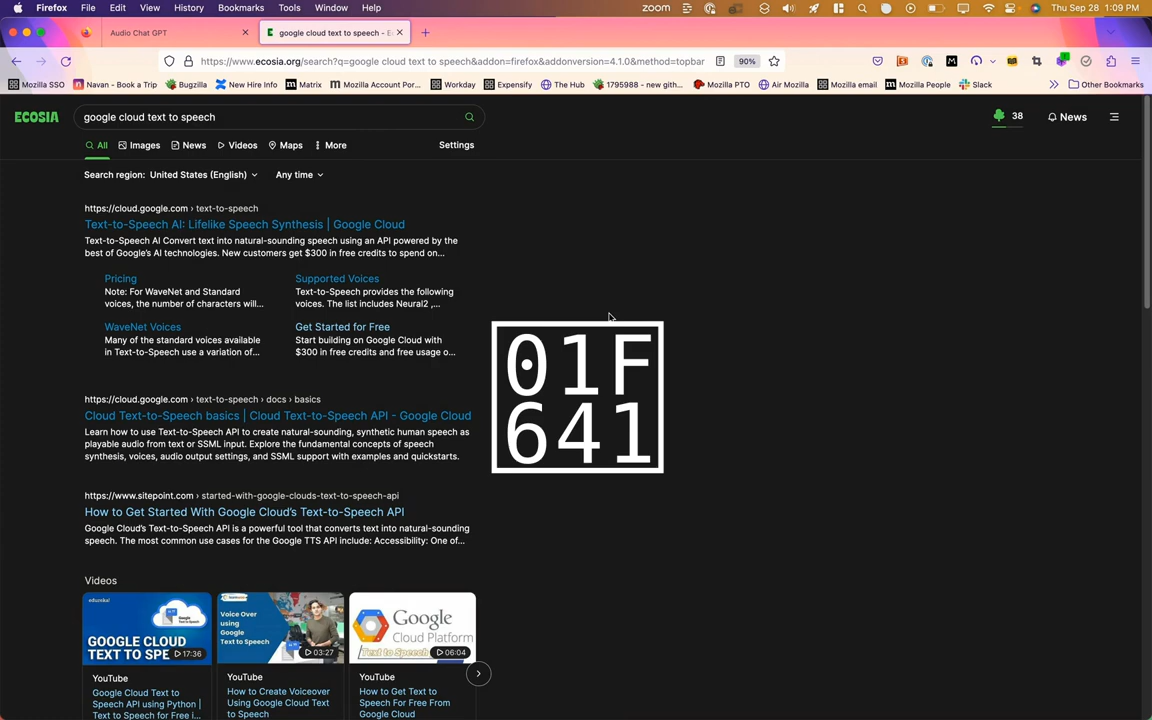 Firefox File Edit View History Bookmarks Tools Window Help zoom Thu Sep 28 1:09 PM
Audio Chat GPT google cloud text to speech - E
https://www.ecosia.org/search?q=google cloud text to speech&addon=firefox&addonversion=4.1.0&method=topbar 90%
Mozilla SSO Navan - Book a Trip Bugzilla New Hire Info Matrix Mozilla Account Por... Workday Expensify The Hub 1795988 - new gith... Mozilla PTO Air Mozilla Mozilla email Mozilla People Slack Other Bookmarks
ECOSIA google cloud text to speech 38 News
All Images News Videos Maps More Settings
Search region: United States (English) Any time
https://cloud.google.com › text-to-speech
Text-to-Speech AI: Lifelike Speech Synthesis | Google Cloud
Text-to-Speech AI Convert text into natural-sounding speech using an API powered by the
best of Google's AI technologies. New customers get $300 in free credits to spend on...
Pricing
Note: For WaveNet and Standard
voices, the number of characters will...
Supported Voices
Text-to-Speech provides the following
voices. The list includes Neural2 ,...
WaveNet Voices
Many of the standard voices available
in Text-to-Speech use a variation of...
Get Started for Free
Start building on Google Cloud with
$300 in free credits and free usage o...
01F
641
https://cloud.google.com › text-to-speech › docs › basics
Cloud Text-to-Speech basics | Cloud Text-to-Speech API - Google Cloud
Learn how to use Text-to-Speech API to create natural-sounding, synthetic human speech as
playable audio from text or SSML input. Explore the fundamental concepts of speech
synthesis, voices, audio output settings, and SSML support with examples and quickstarts.
https://www.sitepoint.com › started-with-google-clouds-text-to-speech-api
How to Get Started With Google Cloud's Text-to-Speech API
Google Cloud's Text-to-Speech API is a powerful tool that converts text into natural-sounding
speech. The most common use cases for the Google TTS API include: Accessibility: One of...
Videos
edureka!
GOOGLE CLOUD
TEXT TO SPE
17:36
YouTube
Google Cloud Text to
Speech API using Python |
Text to Speech for Free i...
Voice Over
using
Google
Text to Speech
03:27
YouTube
How to Create Voiceover
Using Google Cloud Text
to Speech
Google
Cloud Platform
Text to Speech
06:04
YouTube
How to Get Text to
Speech For Free From
Google Cloud